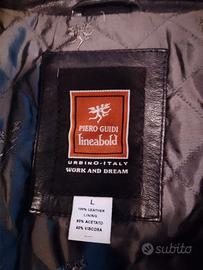 PIERO GUIDI
lineabold
URBINO-ITALY
WORK AND DREAM
L
100% LEATHER
LINING
60% ACETATO
40% VISCOSA
subito